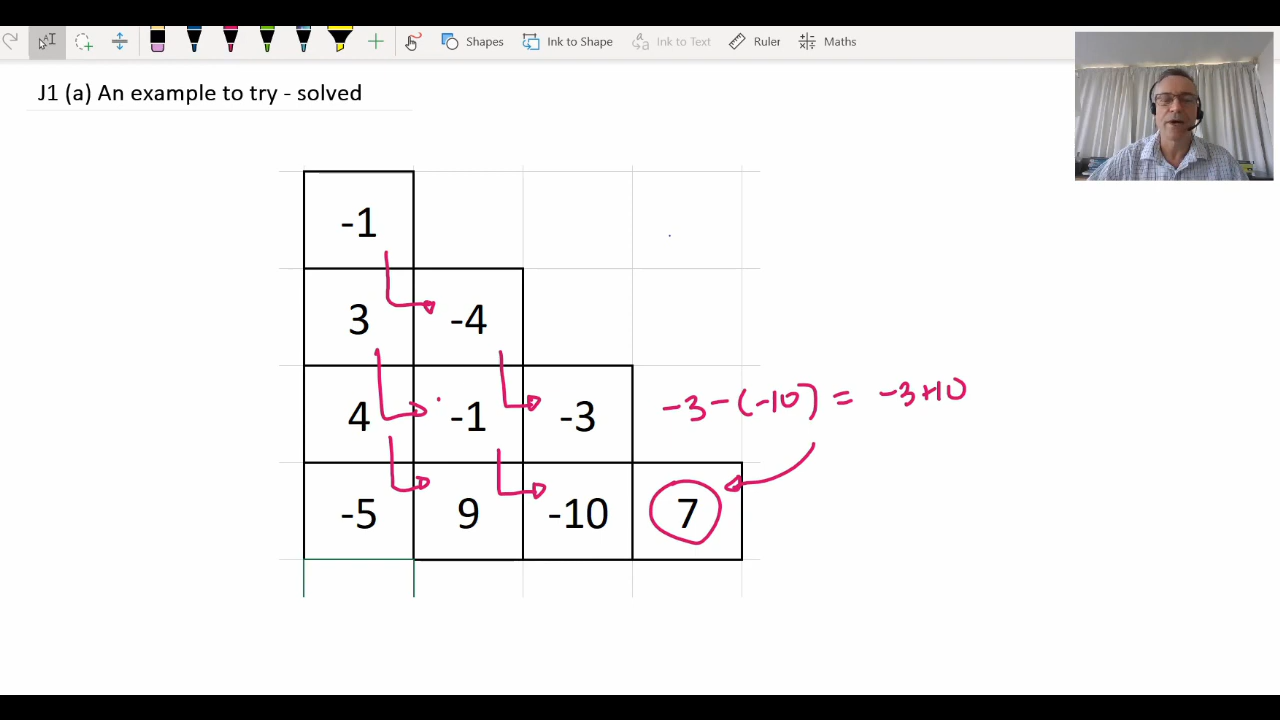 Shapes Ink to Shape Ink to Text Ruler Maths
J1 (a) An example to try - solved
-1
3 -4
4 -1 -3 -3-(-10) = -3+10
-5 9 -10 7